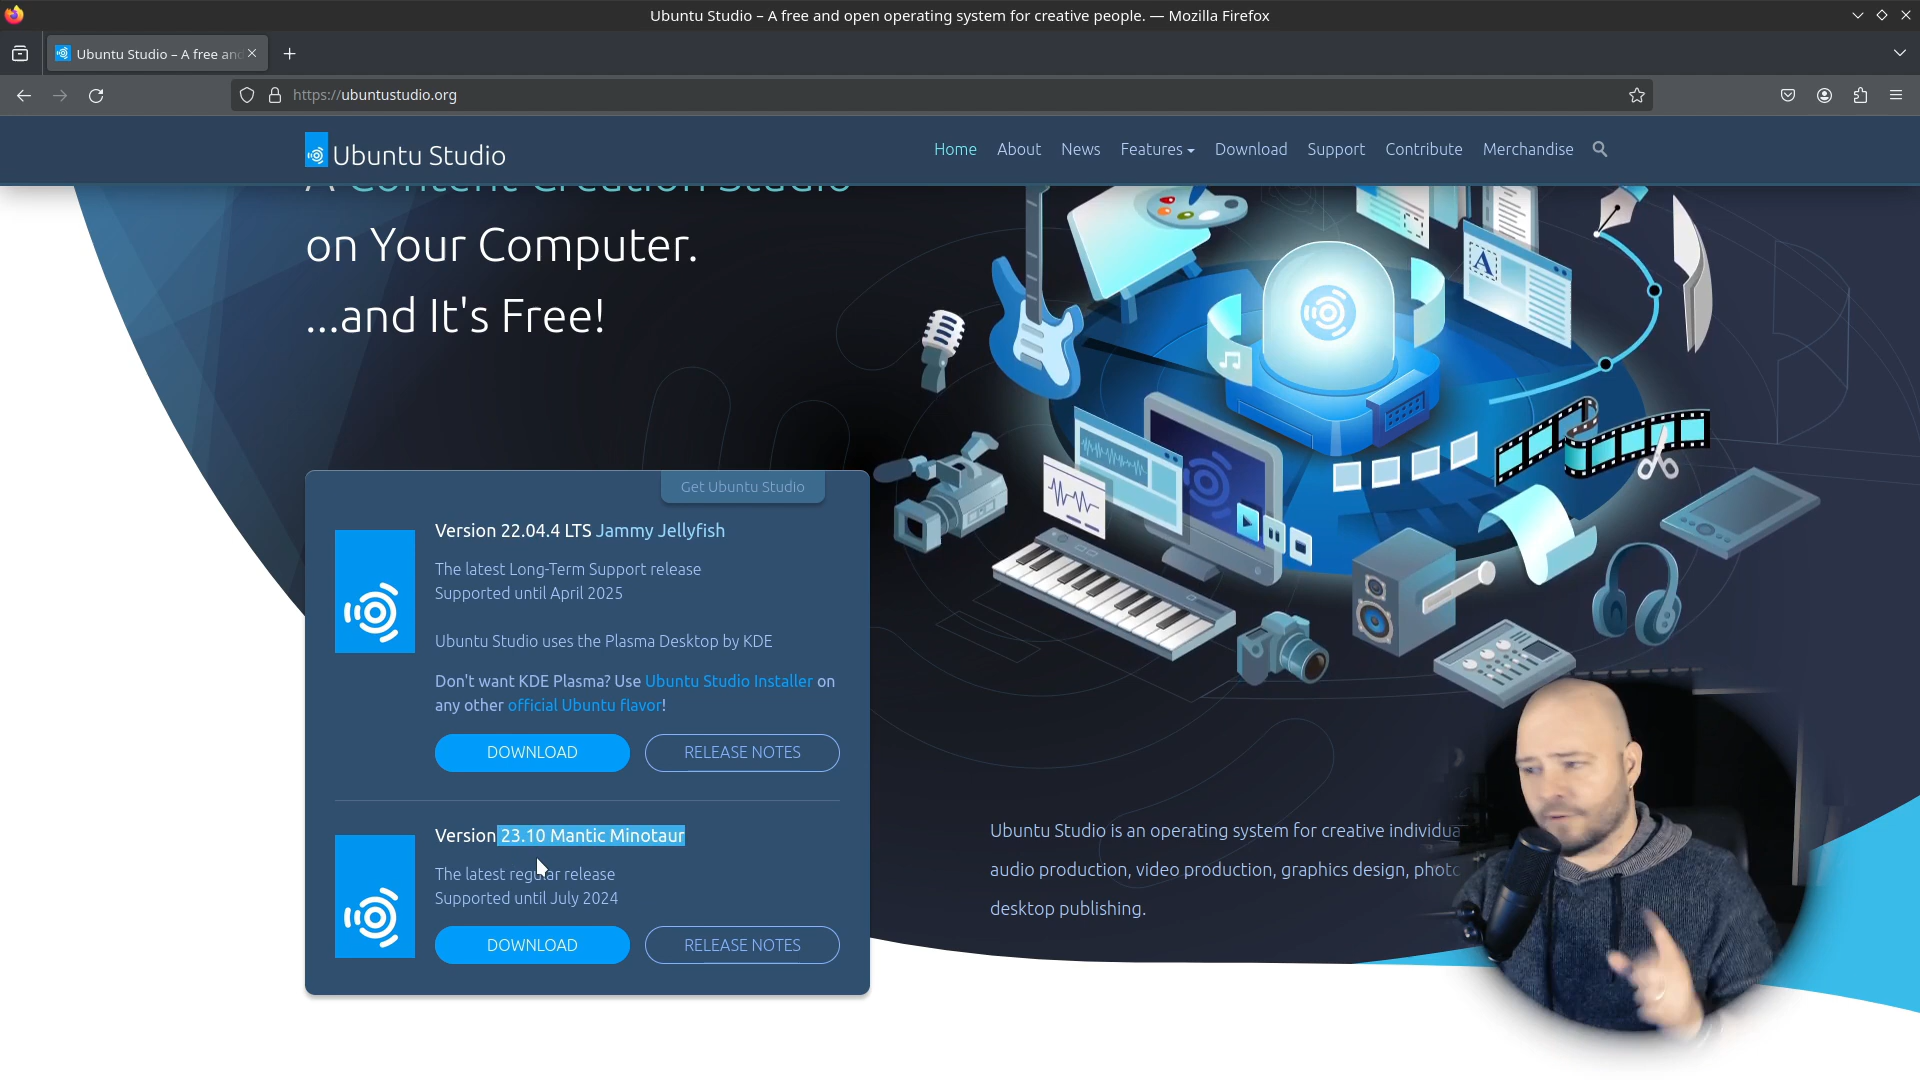 Ubuntu Studio – A free and open operating system for creative people. — Mozilla Firefox
Ubuntu Studio – A free and
https://ubuntustudio.org
Ubuntu Studio
Home About News Features Download Support Contribute Merchandise
A Content Creation Studio
on Your Computer.
...and It's Free!
A
Get Ubuntu Studio
Version 22.04.4 LTS Jammy Jellyfish
The latest Long-Term Support release
Supported until April 2025
Ubuntu Studio uses the Plasma Desktop by KDE
Don't want KDE Plasma? Use Ubuntu Studio Installer on
any other official Ubuntu flavor!
DOWNLOAD RELEASE NOTES
Version 23.10 Mantic Minotaur
The latest regular release
Supported until July 2024
DOWNLOAD RELEASE NOTES
Ubuntu Studio is an operating system for creative individua
audio production, video production, graphics design, photo
desktop publishing.